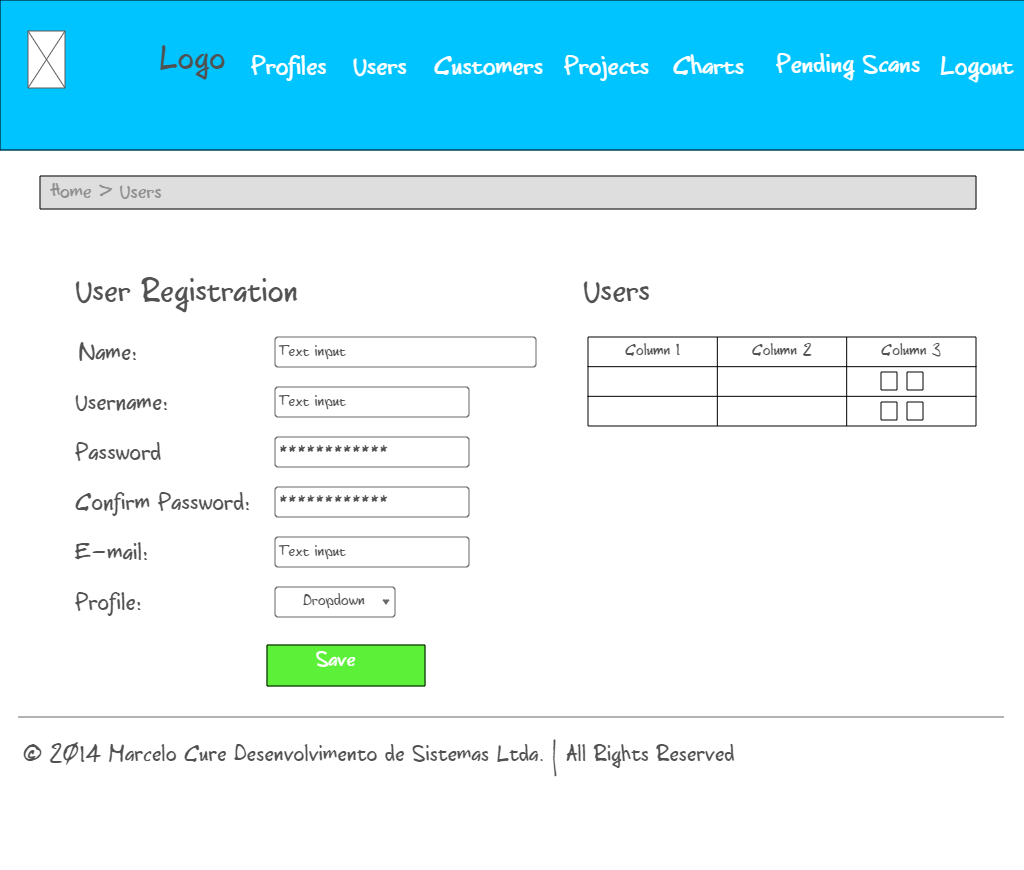 Logo Profiles Users Customers Projects Charts Pending Scans Logout
Home > Users
User Registration
Name: Text input
Username: Text input
Password ************
Confirm Password: ************
E-mail: Text input
Profile: Dropdown
Save
Users
Column 1 Column 2 Column 3
© 2014 Marcelo Cure Desenvolvimento de Sistemas Ltda. | All Rights Reserved